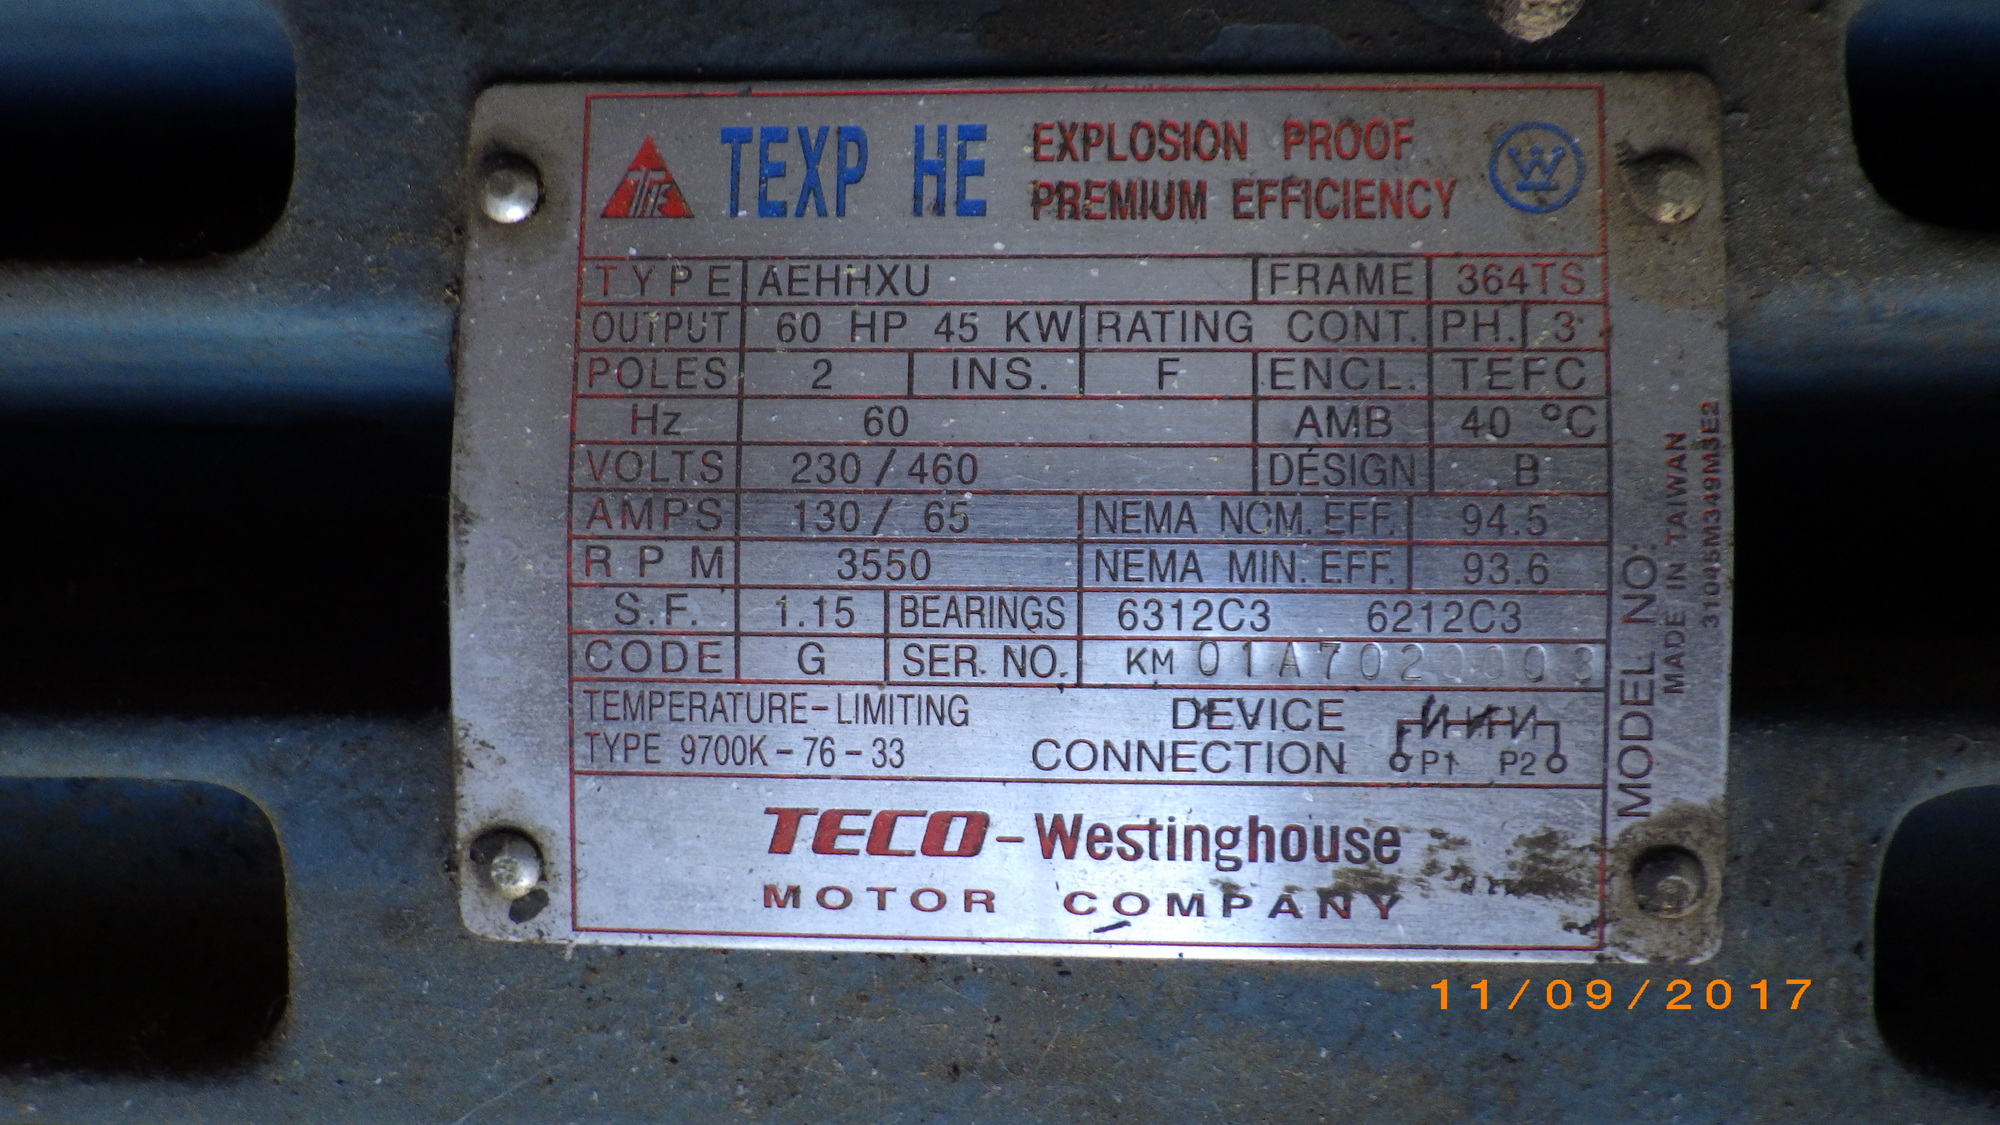 TEXP HE EXPLOSION PROOF
PREMIUM EFFICIENCY
TYPE AEHHXU FRAME 364TS
OUTPUT 60 HP 45 KW RATING CONT. PH. 3
POLES 2 INS. F ENCL. TEFC
Hz 60 AMB 40 °C
VOLTS 230/460 DESIGN B
AMPS 130/65 NEMA NOM. EFF. 94.5
RPM 3550 NEMA MIN. EFF. 93.6
S.F. 1.15 BEARINGS 6312C3 6212C3
CODE G SER. NO. KM 01A7020003
TEMPERATURE-LIMITING DEVICE
TYPE 9700K-76-33 CONNECTION P1 P2
TECO-Westinghouse
MOTOR COMPANY
MODEL NO.
MADE IN TAIWAN
11/09/2017